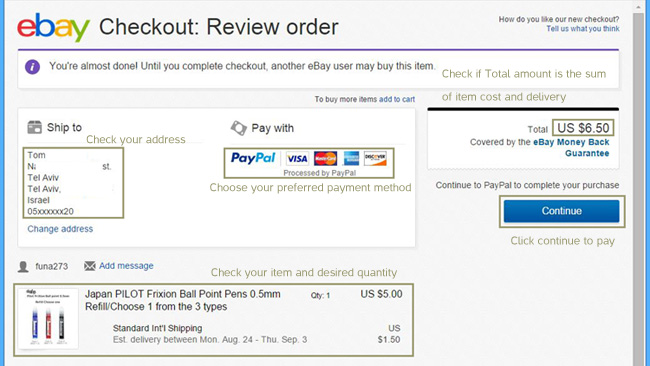 ebay Checkout: Review order
How do you like our new checkout?
Tell us what you think
You're almost done! Until you complete checkout, another eBay user may buy this item.
Check if Total amount is the sum
of item cost and delivery
To buy more items add to cart
Ship to
Check your address
Tom
N st.
Tel Aviv
Tel Aviv,
Israel
05xxxxxx20
Change address
Pay with
PayPal VISA MasterCard DISCOVER
Processed by PayPal
Choose your preferred payment method
Total US $6.50
Covered by the eBay Money Back
Guarantee
Continue to PayPal to complete your purchase
Continue
Click continue to pay
funa273 Add message
Check your item and desired quantity
Japan PILOT Frixion Ball Point Pens 0.5mm Qty: 1 US $5.00
Refill/Choose 1 from the 3 types
Standard Int'l Shipping US
Est. delivery between Mon. Aug. 24 - Thu. Sep. 3 $1.50